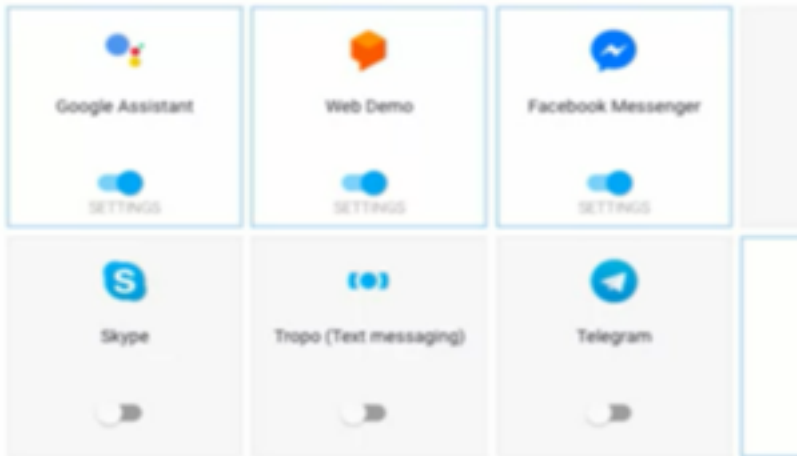 Google Assistant
Web Demo
Facebook Messenger
SETTINGS
SETTINGS
SETTINGS
Skype
Tropo (Text messaging)
Telegram